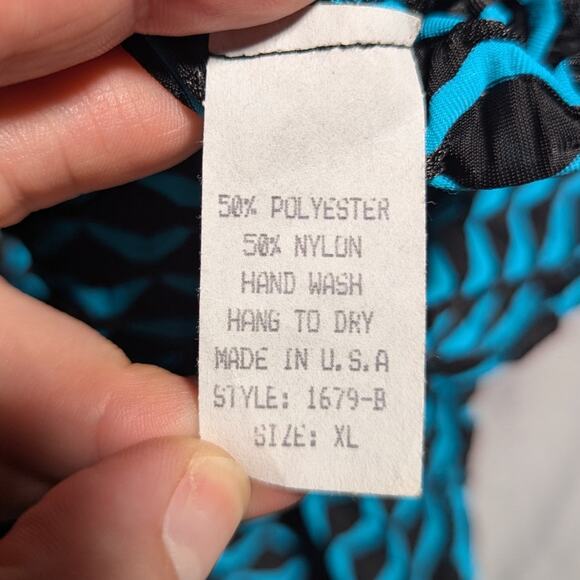 50% POLYESTER
50% NYLON
HAND WASH
HANG TO DRY
MADE IN U.S.A
STYLE: 1679-B
SIZE: XL